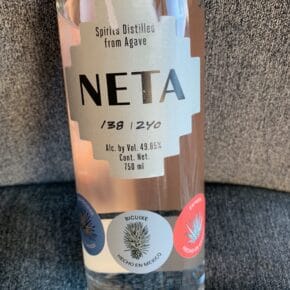 Spirits Distilled
from Agave
NETA
138 | 240
Alc. by Vol. 49.65%
Cont. Net.
750 ml
BICUIXE
HECHO EN MEXICO